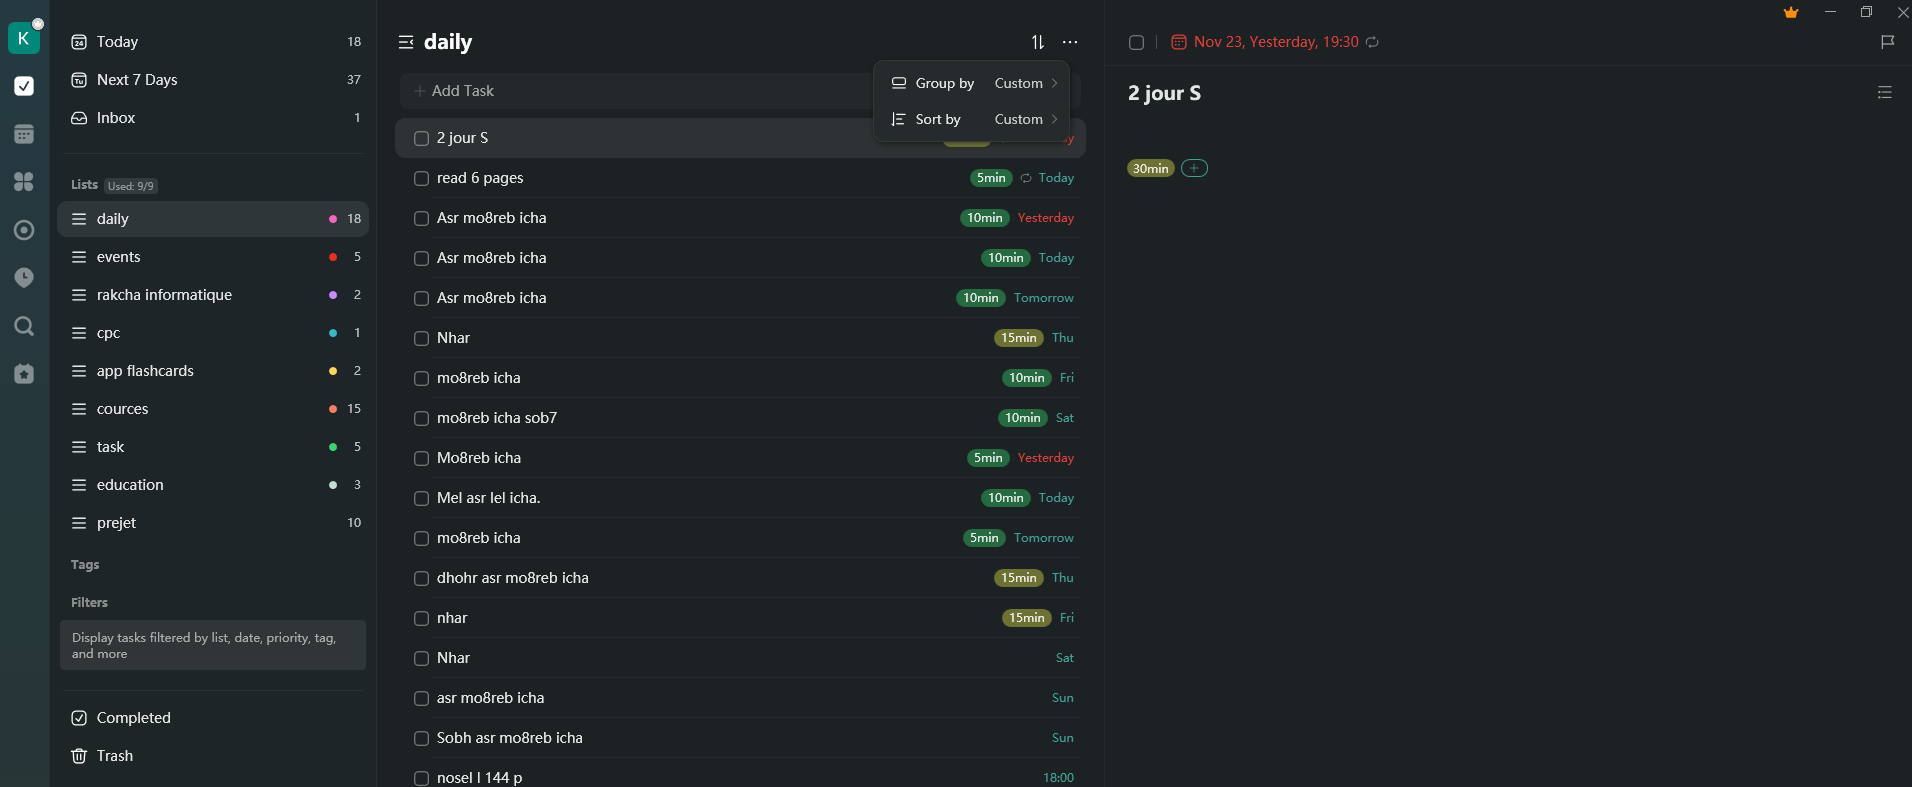 K
Today 18
Next 7 Days 37
Inbox 1
Lists Used: 9/9
daily 18
events 5
rakcha informatique 2
cpc 1
app flashcards 2
cources 15
task 5
education 3
prejet 10
Tags
Filters
Display tasks filtered by list, date, priority, tag,
and more
Completed
Trash
daily
Add Task
Group by Custom
Sort by Custom
2 jour S
read 6 pages 5min Today
Asr mo8reb icha 10min Yesterday
Asr mo8reb icha 10min Today
Asr mo8reb icha 10min Tomorrow
Nhar 15min Thu
mo8reb icha 10min Fri
mo8reb icha sob7 10min Sat
Mo8reb icha 5min Yesterday
Mel asr lel icha. 10min Today
mo8reb icha 5min Tomorrow
dhohr asr mo8reb icha 15min Thu
nhar 15min Fri
Nhar Sat
asr mo8reb icha Sun
Sobh asr mo8reb icha Sun
nosel l 144 p 18:00
Nov 23, Yesterday, 19:30
2 jour S
30min